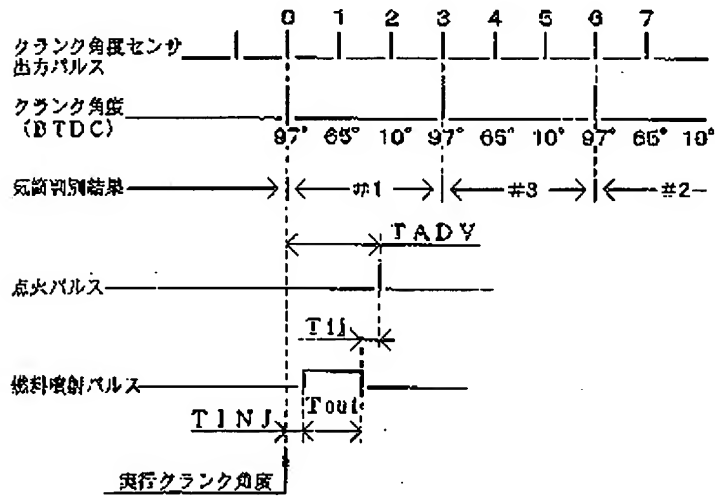 0 1 2 3 4 5 6 7
クランク角度センサ
出力パルス
クランク角度
(BTDC)
97° 65° 10° 97° 65° 10° 97° 65° 10°
気筒判別結果
#1 #3 #2
TADV
点火パルス
Tij
燃料噴射パルス
Tout
TINJ
実行クランク角度